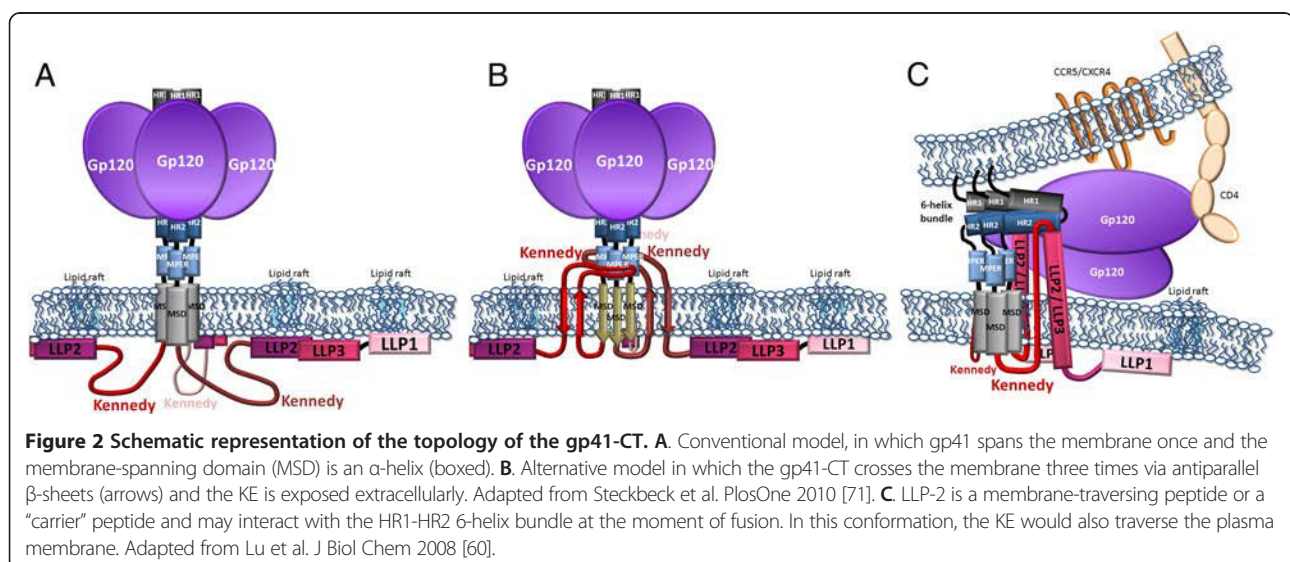 A
HR1 HR1
Gp120
Gp120
Gp120
HR HR2 R2
MPER
Lipid raft
Lipid raft
Lipid raft
MSD
MSD
LLP2
LLP2
LLP3
LLP1
Kennedy
Kennedy
Kennedy
B
HR1 HR1
Gp120
Gp120
Gp120
HR HR2 HR2
nedy
Kennedy
Kennedy
MPER
Lipid raft
Lipid raft
Lipid raft
MSD
MSD
MSD
LLP2
LLP2
LLP3
LLP1
C
CCR5/CXCR4
CD4
6-helix
bundle
HR1 HR1 HR1
HR2 HR2 HR2
Gp120
Gp120
MPER
LLP2 / LLP3
Lipid raft
MSD
MSD
MSD
LLP1
Kennedy
Kennedy
Figure 2 Schematic representation of the topology of the gp41-CT. A. Conventional model, in which gp41 spans the membrane once and the
membrane-spanning domain (MSD) is an α-helix (boxed). B. Alternative model in which the gp41-CT crosses the membrane three times via antiparallel
β-sheets (arrows) and the KE is exposed extracellularly. Adapted from Steckbeck et al. PlosOne 2010 [71]. C. LLP-2 is a membrane-traversing peptide or a
“carrier” peptide and may interact with the HR1-HR2 6-helix bundle at the moment of fusion. In this conformation, the KE would also traverse the plasma
membrane. Adapted from Lu et al. J Biol Chem 2008 [60].